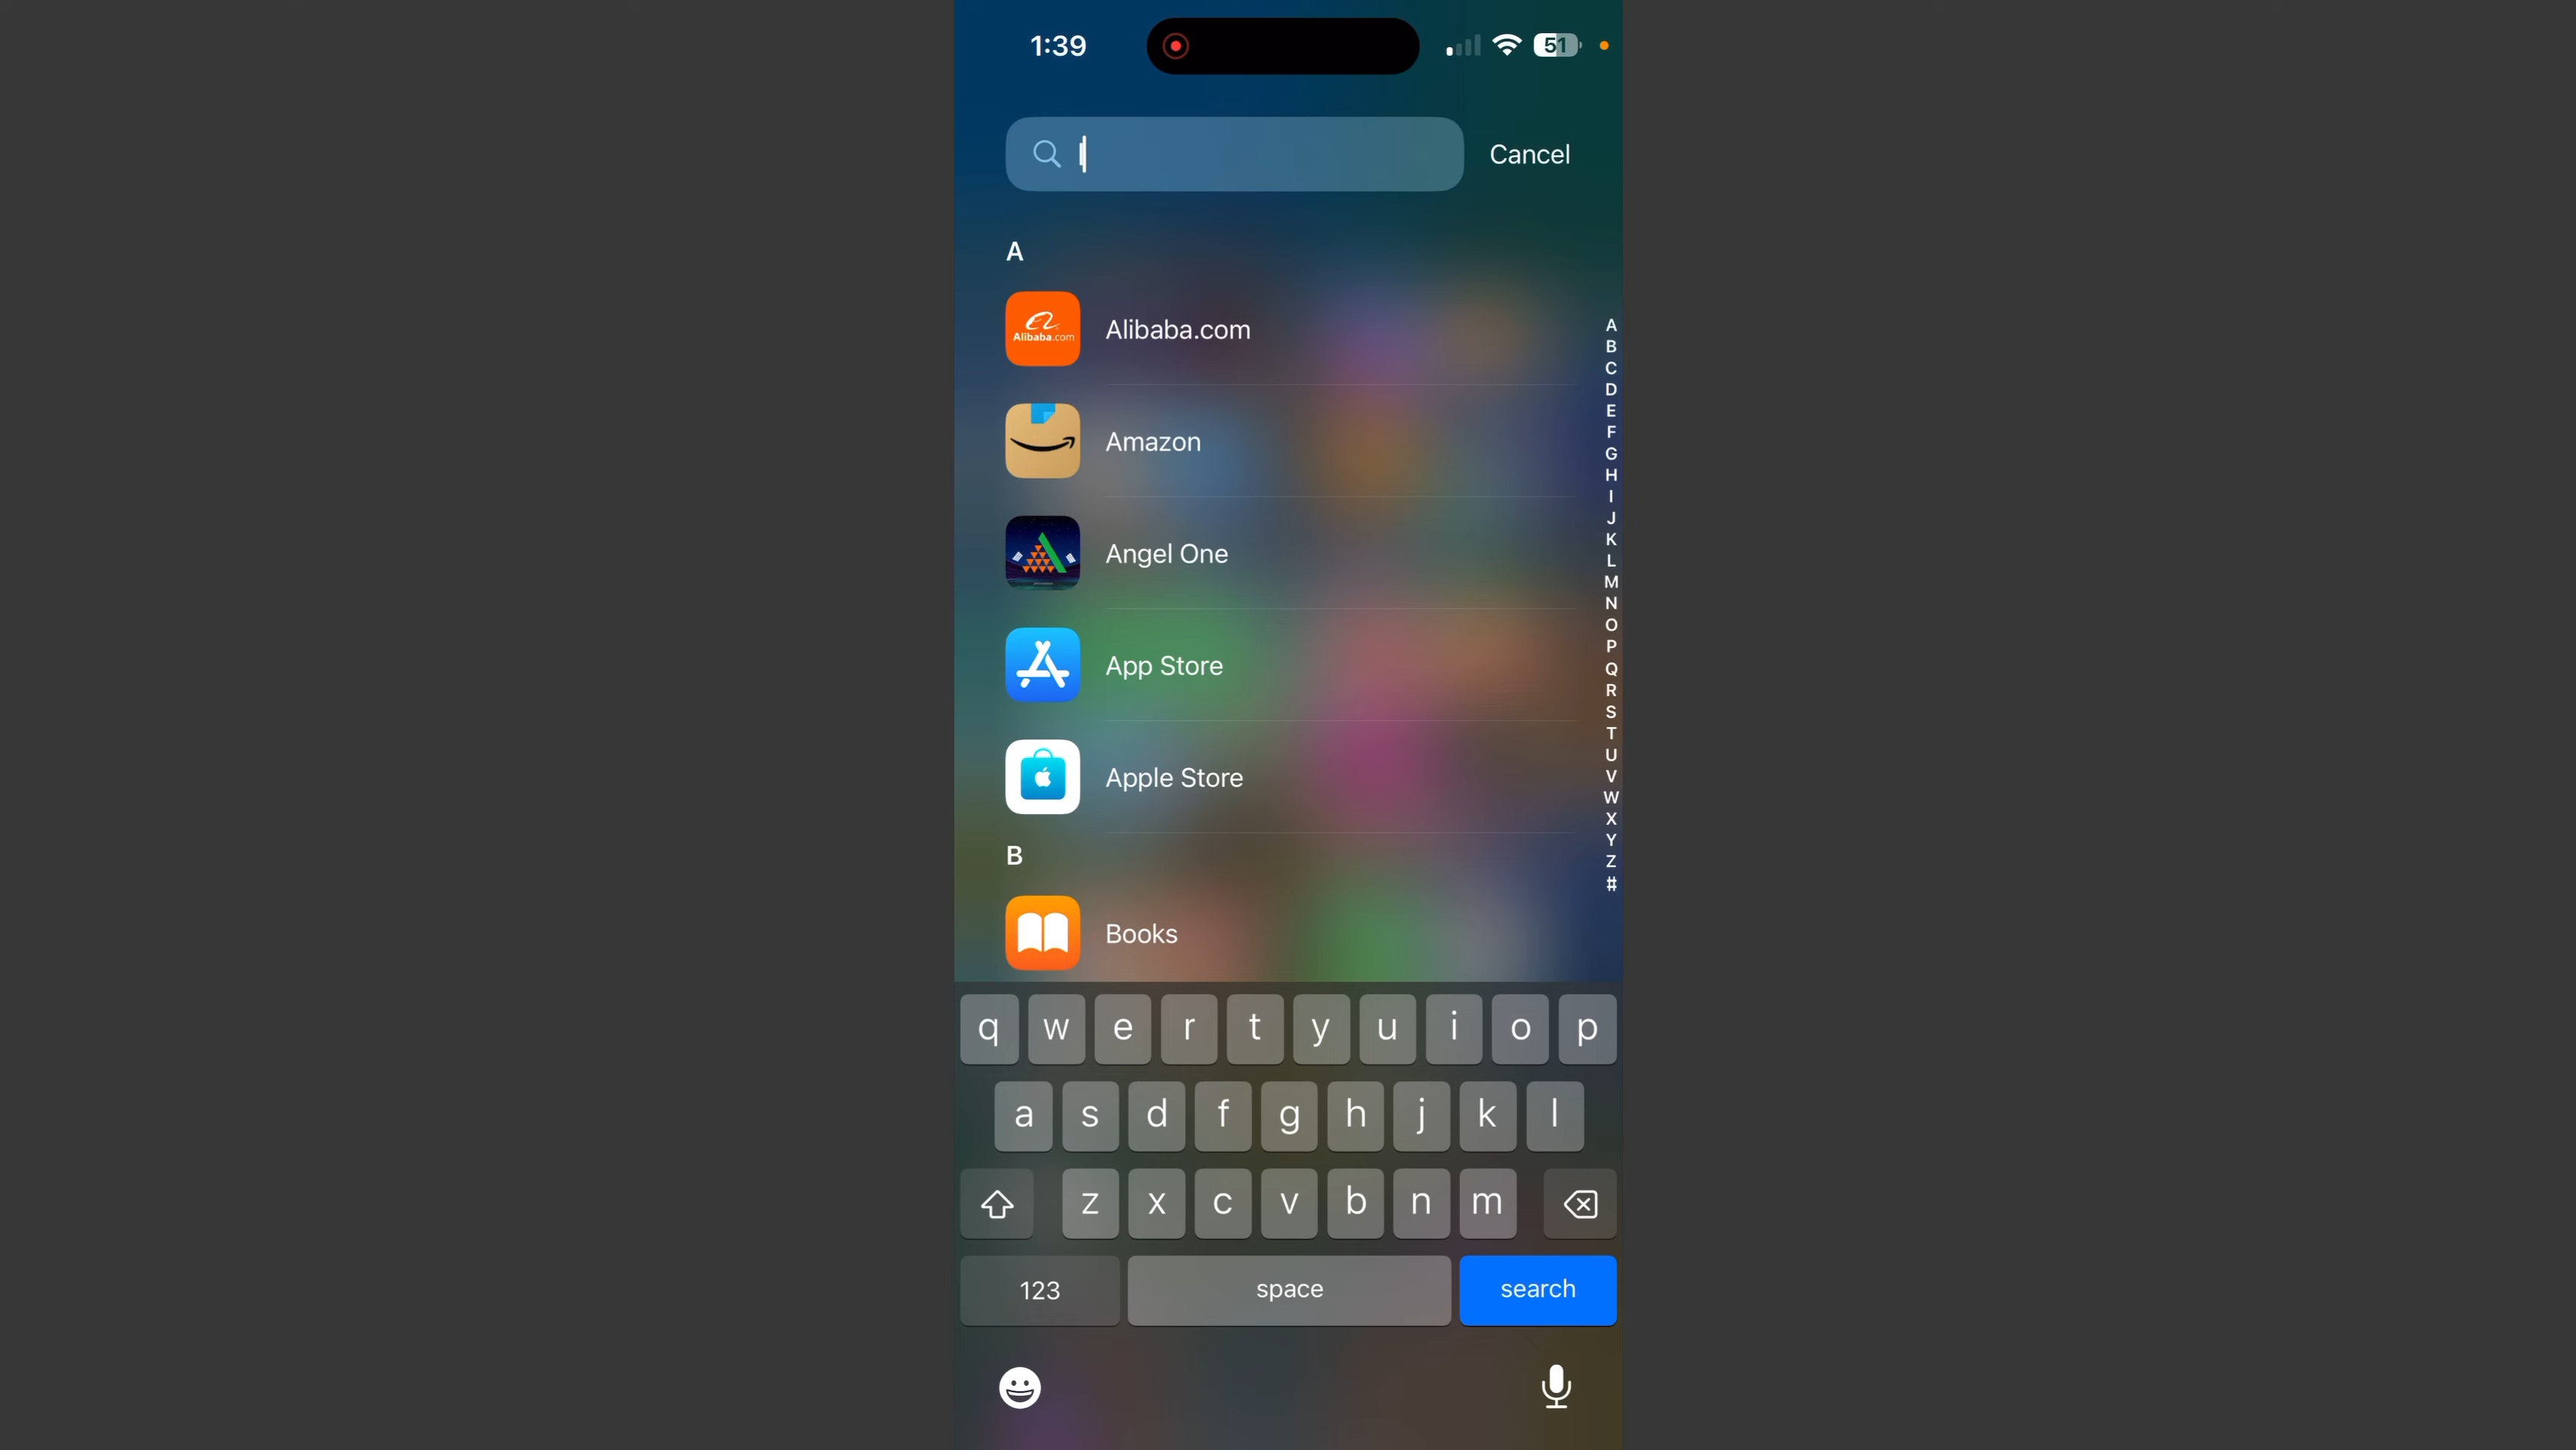 1:39
51
Cancel
A
Alibaba.com
Alibaba.com
Amazon
Angel One
App Store
Apple Store
B
Books
A
B
C
D
E
F
G
H
I
J
K
L
M
N
O
P
Q
R
S
T
U
V
W
X
Y
Z
#
q w e r t y u i o p
a s d f g h j k l
z x c v b n m
123 space search